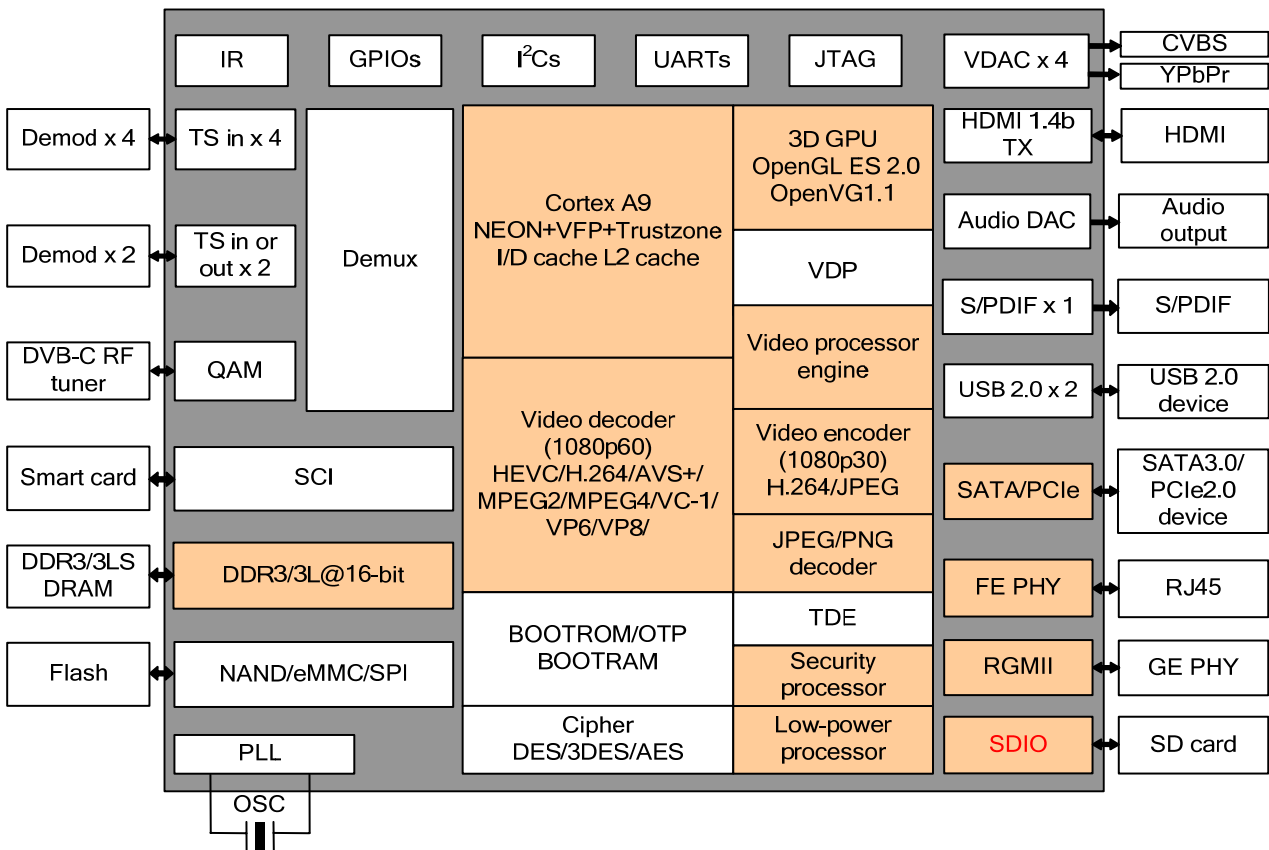 IR
GPIOs
I²Cs
UARTs
JTAG
VDAC x 4
CVBS
YPbPr
Demod x 4
TS in x 4
Demux
Cortex A9
NEON+VFP+Trustzone
I/D cache L2 cache
3D GPU
OpenGL ES 2.0
OpenVG1.1
HDMI 1.4b
TX
HDMI
Demod x 2
TS in or
out x 2
VDP
Audio DAC
Audio
output
S/PDIF x 1
S/PDIF
DVB-C RF
tuner
QAM
Video processor
engine
USB 2.0 x 2
USB 2.0
device
Video decoder
(1080p60)
HEVC/H.264/AVS+/
MPEG2/MPEG4/VC-1/
VP6/VP8/
Video encoder
(1080p30)
H.264/JPEG
Smart card
SCI
SATA/PCIe
SATA3.0/
PCIe2.0
device
DDR3/3LS
DRAM
DDR3/3L@16-bit
JPEG/PNG
decoder
FE PHY
RJ45
BOOTROM/OTP
BOOTRAM
TDE
Flash
NAND/eMMC/SPI
Security
processor
RGMII
GE PHY
PLL
Cipher
DES/3DES/AES
Low-power
processor
SDIO
SD card
OSC